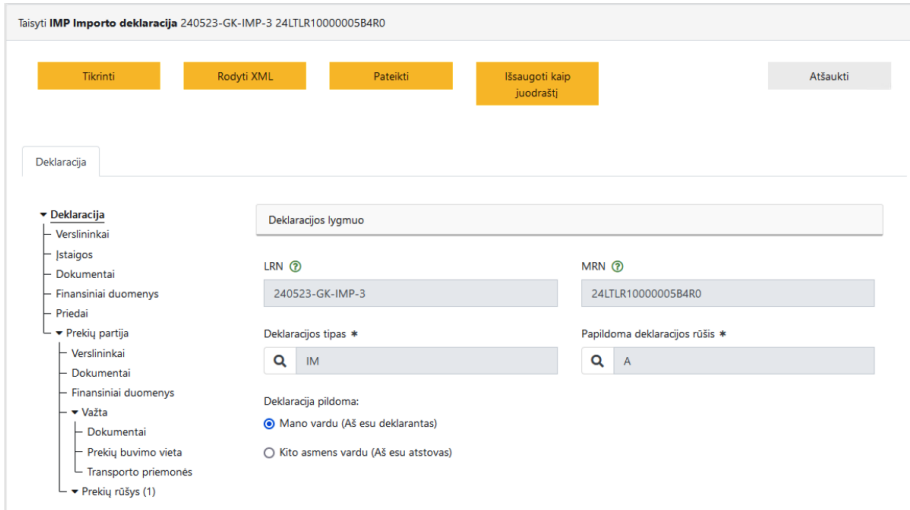 Taisyti IMP Importo deklaracija 240523-GK-IMP-3 24LTLR10000005B4R0
Tikrinti
Rodyti XML
Pateikti
Išsaugoti kaip
juodraštį
Atšaukti
Deklaracija
Deklaracija
Verslininkai
Įstaigos
Dokumentai
Finansiniai duomenys
Priedai
Prekių partija
Verslininkai
Dokumentai
Finansiniai duomenys
Važta
Dokumentai
Prekių buvimo vieta
Transporto priemonės
Prekių rūšys (1)
Deklaracijos lygmuo
LRN
240523-GK-IMP-3
MRN
24LTLR10000005B4R0
Deklaracijos tipas *
IM
Papildoma deklaracijos rūšis *
A
Deklaracija pildoma:
Mano vardu (Aš esu deklarantas)
Kito asmens vardu (Aš esu atstovas)